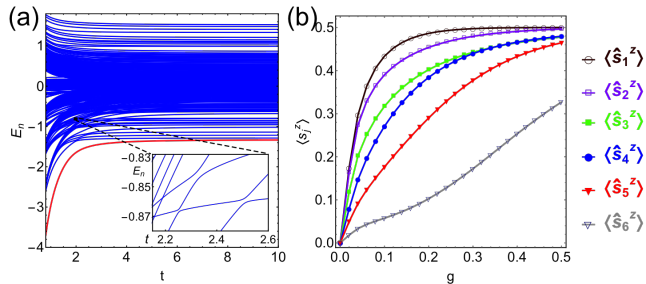 (a)
1
0
−1
−2
−3
−4
E_n
2
4
6
8
10
t
−0.83
E_n
−0.85
−0.87
t
2.2
2.4
2.6
(b)
0.5
0.4
0.3
0.2
0.1
0.0
⟨ŝ_j^z⟩
0.0
0.1
0.2
0.3
0.4
0.5
g
⟨ŝ_1^z⟩
⟨ŝ_2^z⟩
⟨ŝ_3^z⟩
⟨ŝ_4^z⟩
⟨ŝ_5^z⟩
⟨ŝ_6^z⟩